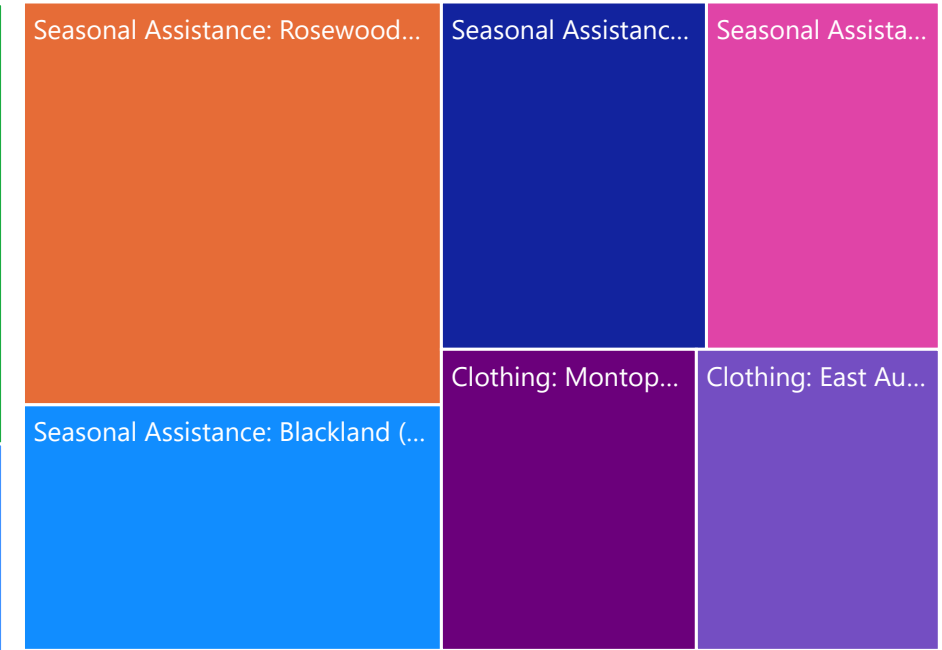 Seasonal Assistance: Rosewood...
Seasonal Assistanc...
Seasonal Assista...
Seasonal Assistance: Blackland (...
Clothing: Montop...
Clothing: East Au...